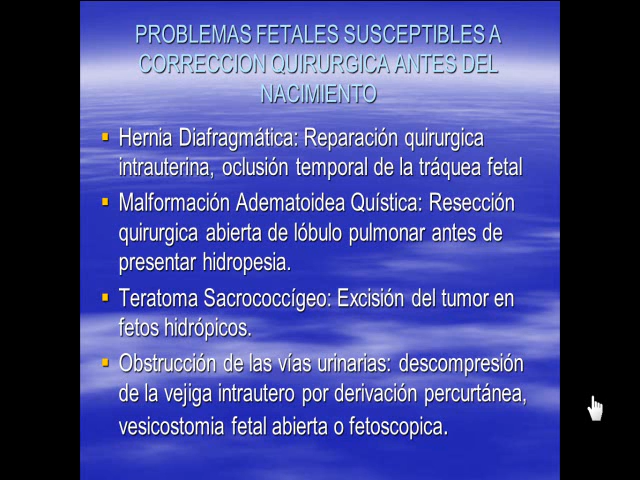 PROBLEMAS FETALES SUSCEPTIBLES A
CORRECCION QUIRURGICA ANTES DEL
NACIMIENTO
Hernia Diafragmática: Reparación quirurgica
intrauterina, oclusión temporal de la tráquea fetal
Malformación Adematoidea Quística: Resección
quirurgica abierta de lóbulo pulmonar antes de
presentar hidropesia.
Teratoma Sacrococcígeo: Excisión del tumor en
fetos hidrópicos.
Obstrucción de las vías urinarias: descompresión
de la vejiga intrautero por derivación percurtánea,
vesicostomia fetal abierta o fetoscopica.